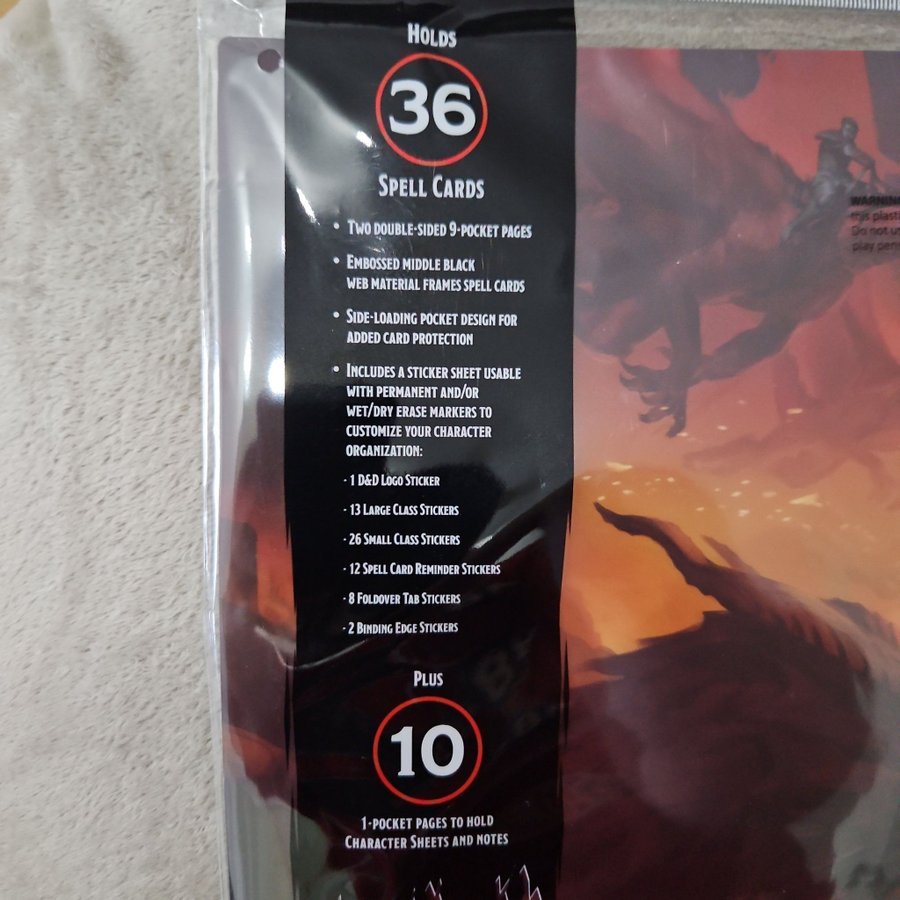 Holds
36
Spell Cards
• Two double-sided 9-pocket pages
• Embossed middle black
web material frames spell cards
• Side-loading pocket design for
added card protection
• Includes a sticker sheet usable
with permanent and/or
wet/dry erase markers to
customize your character
organization:
- 1 D&D Logo Sticker
- 13 Large Class Stickers
- 26 Small Class Stickers
- 12 Spell Card Reminder Stickers
- 8 Foldover Tab Stickers
- 2 Binding Edge Stickers
Plus
10
1-pocket pages to hold
Character Sheets and notes
WARNING
Do not